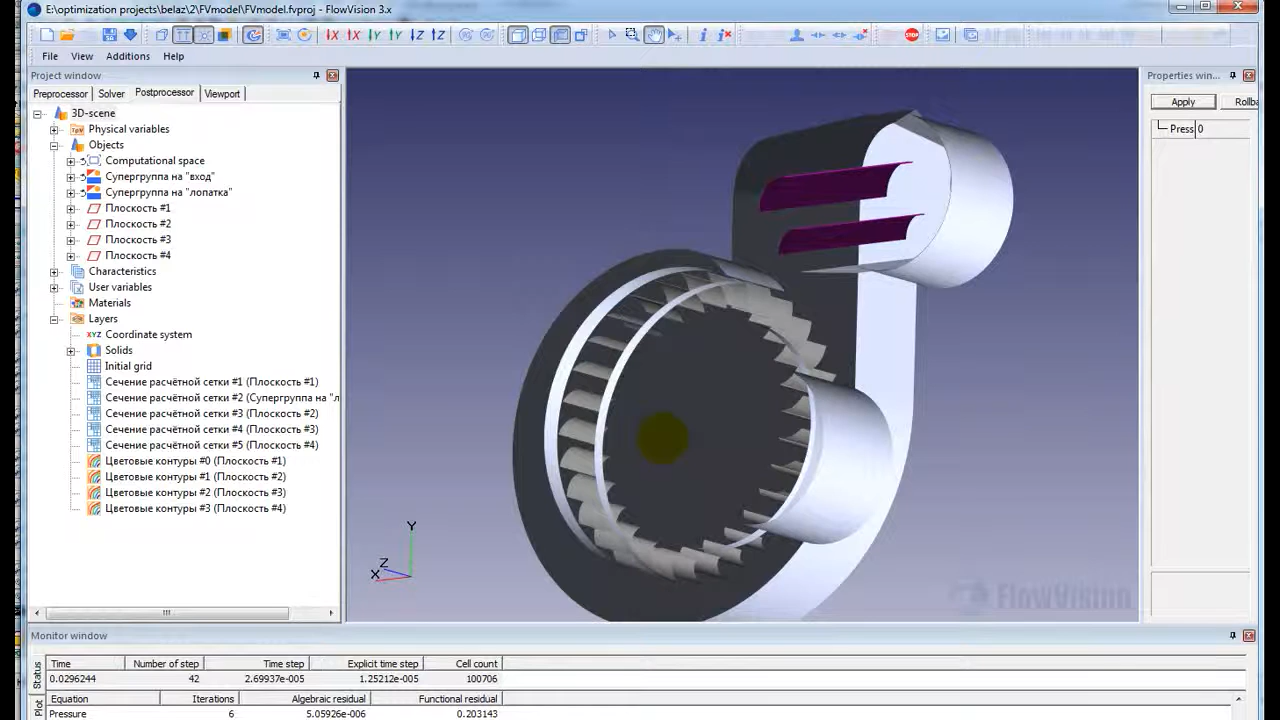 E:\optimization projects\belaz\2\FVmodel\FVmodel.fvproj - FlowVision 3.x
File View Additions Help
Project window
Properties win...
Preprocessor Solver Postprocessor Viewport
Apply Rollba
3D-scene
Press 0
Physical variables
Objects
Computational space
Супергруппа на "вход"
Супергруппа на "лопатка"
Плоскость #1
Плоскость #2
Плоскость #3
Плоскость #4
Characteristics
User variables
Materials
Layers
XYZ Coordinate system
Solids
Initial grid
Сечение расчётной сетки #1 (Плоскость #1)
Сечение расчётной сетки #2 (Супергруппа на "л
Сечение расчётной сетки #3 (Плоскость #2)
Сечение расчётной сетки #4 (Плоскость #3)
Сечение расчётной сетки #5 (Плоскость #4)
Цветовые контуры #0 (Плоскость #1)
Цветовые контуры #1 (Плоскость #2)
Цветовые контуры #2 (Плоскость #3)
Цветовые контуры #3 (Плоскость #4)
Y
Z
X
FlowVision
Monitor window
Status
Time Number of step Time step Explicit time step Cell count
0.0296244 42 2.69937e-005 1.25212e-005 100706
Plot
Equation Iterations Algebraic residual Functional residual
Pressure 6 5.05926e-006 0.203143